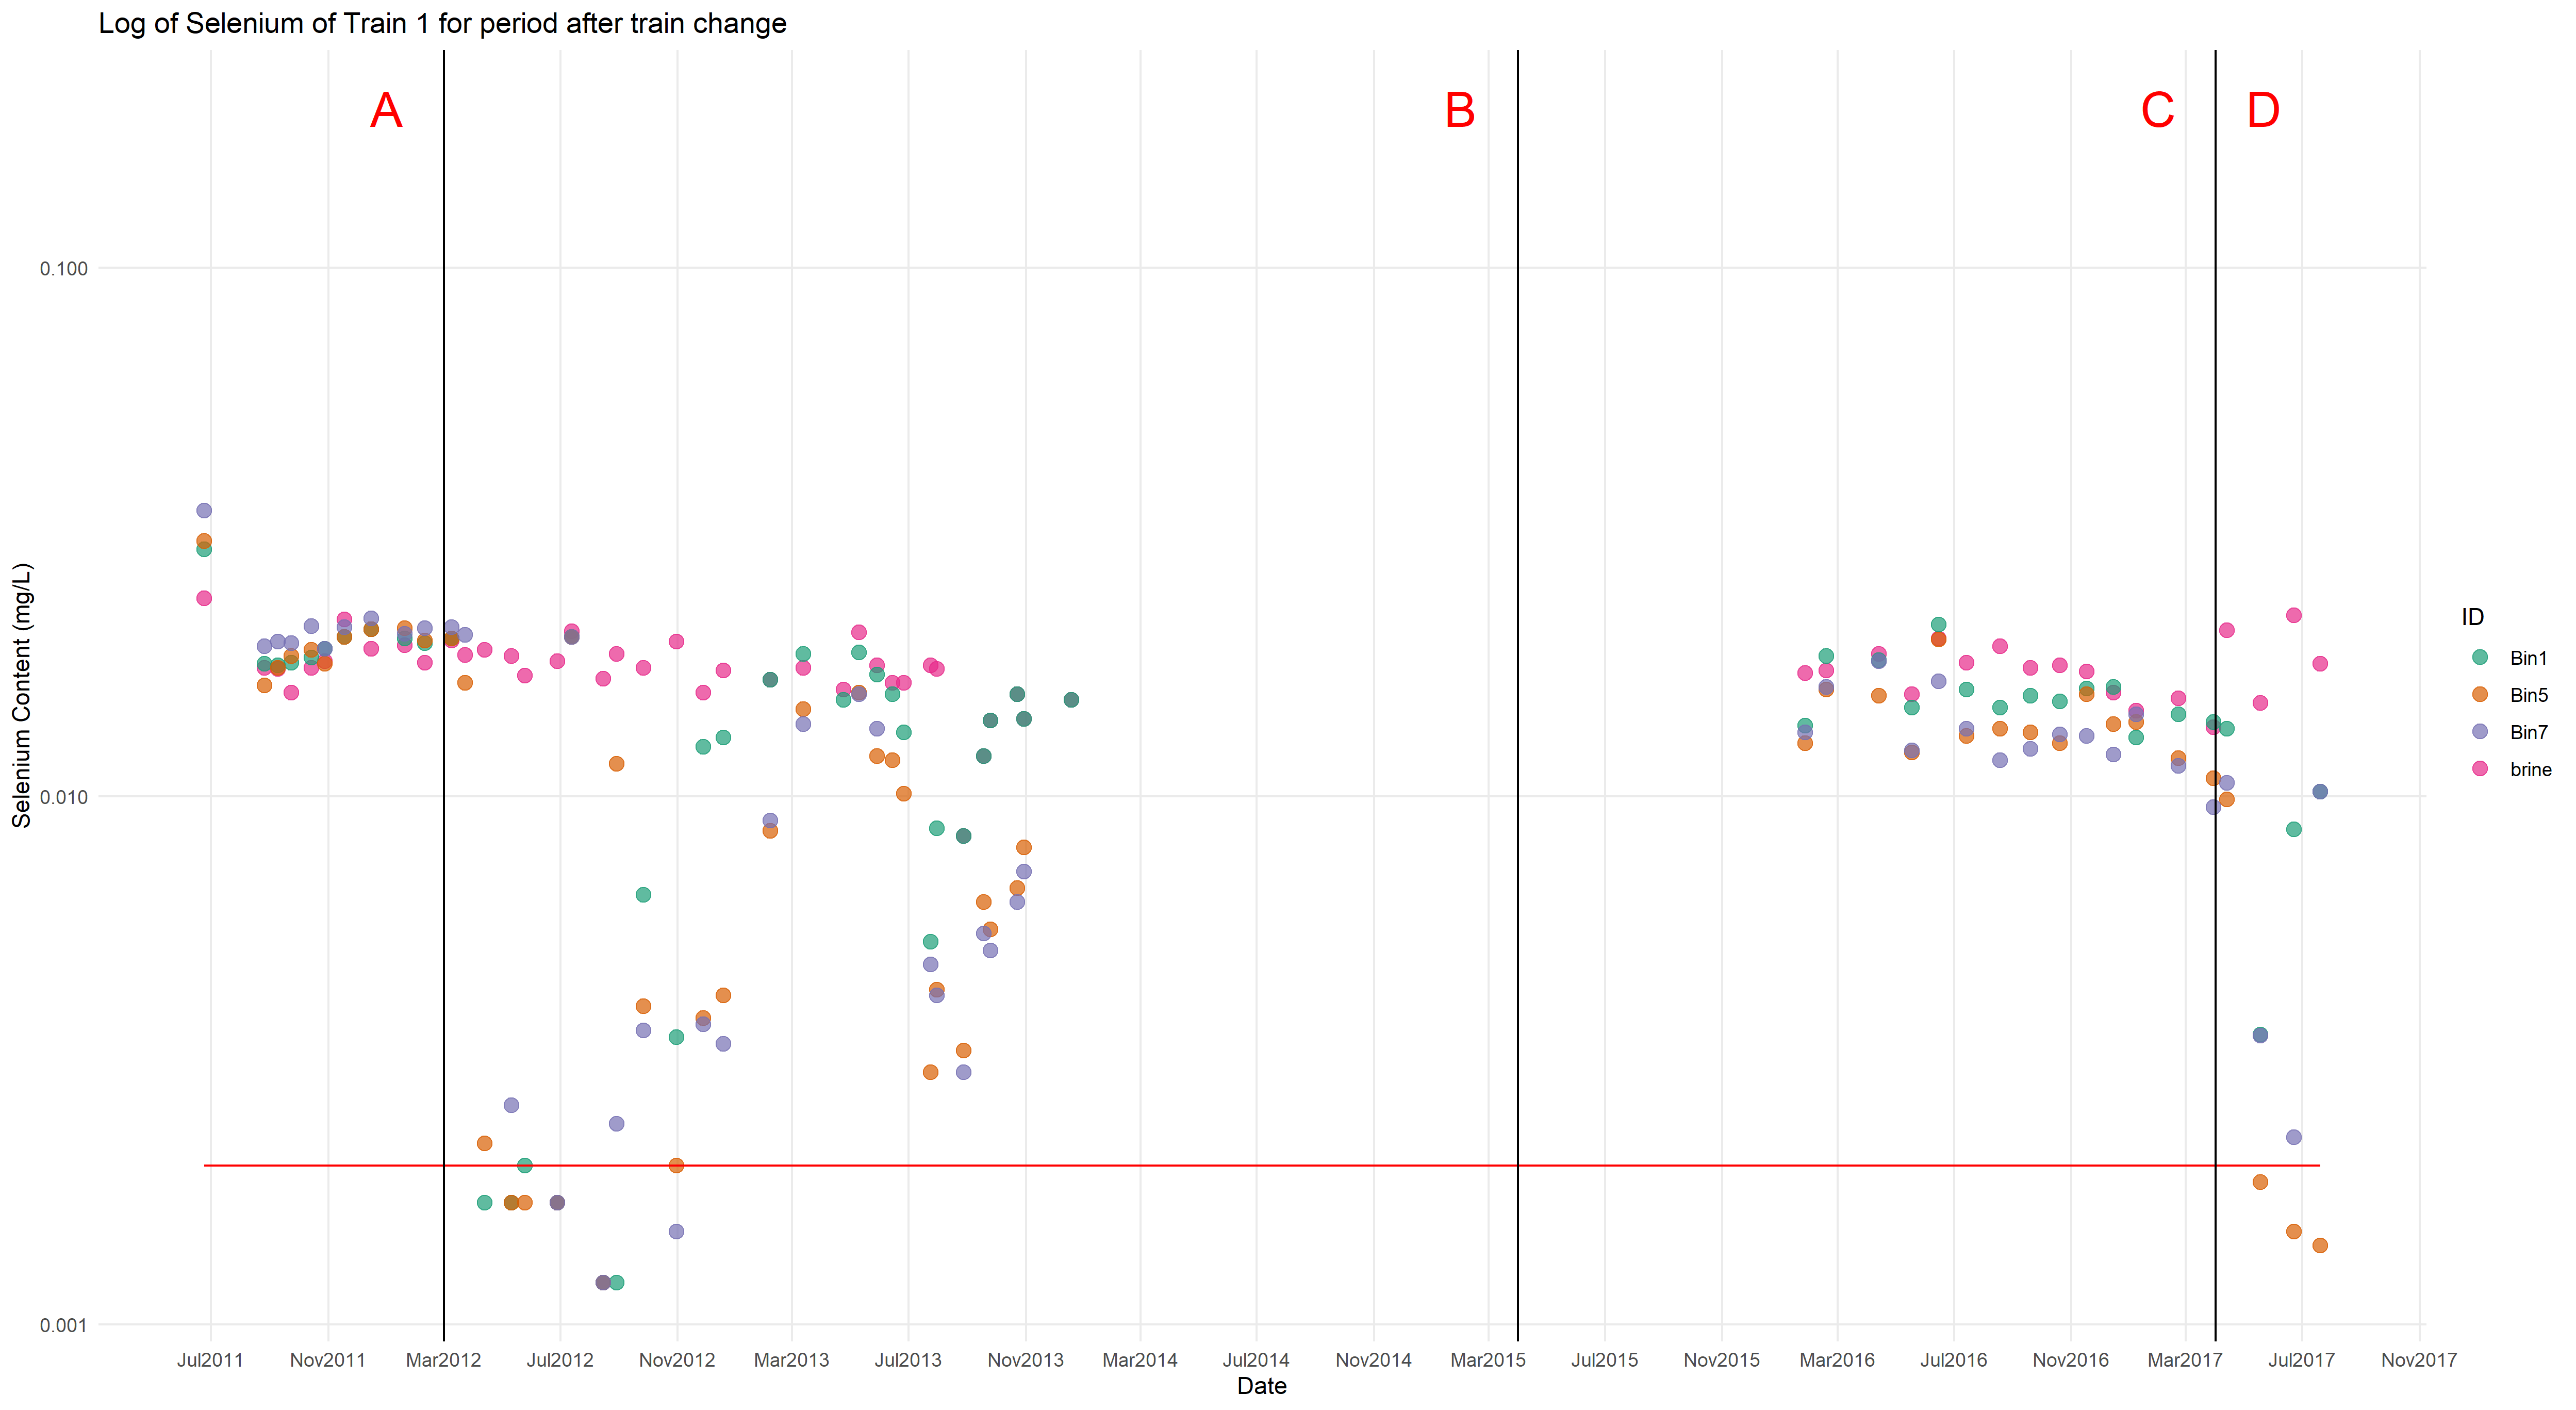 Log of Selenium of Train 1 for period after train change
A
B
C
D
0.100
0.010
0.001
Selenium Content (mg/L)
Jul2011
Nov2011
Mar2012
Jul2012
Nov2012
Mar2013
Jul2013
Nov2013
Mar2014
Jul2014
Nov2014
Mar2015
Jul2015
Nov2015
Mar2016
Jul2016
Nov2016
Mar2017
Jul2017
Nov2017
Date
ID
Bin1
Bin5
Bin7
brine